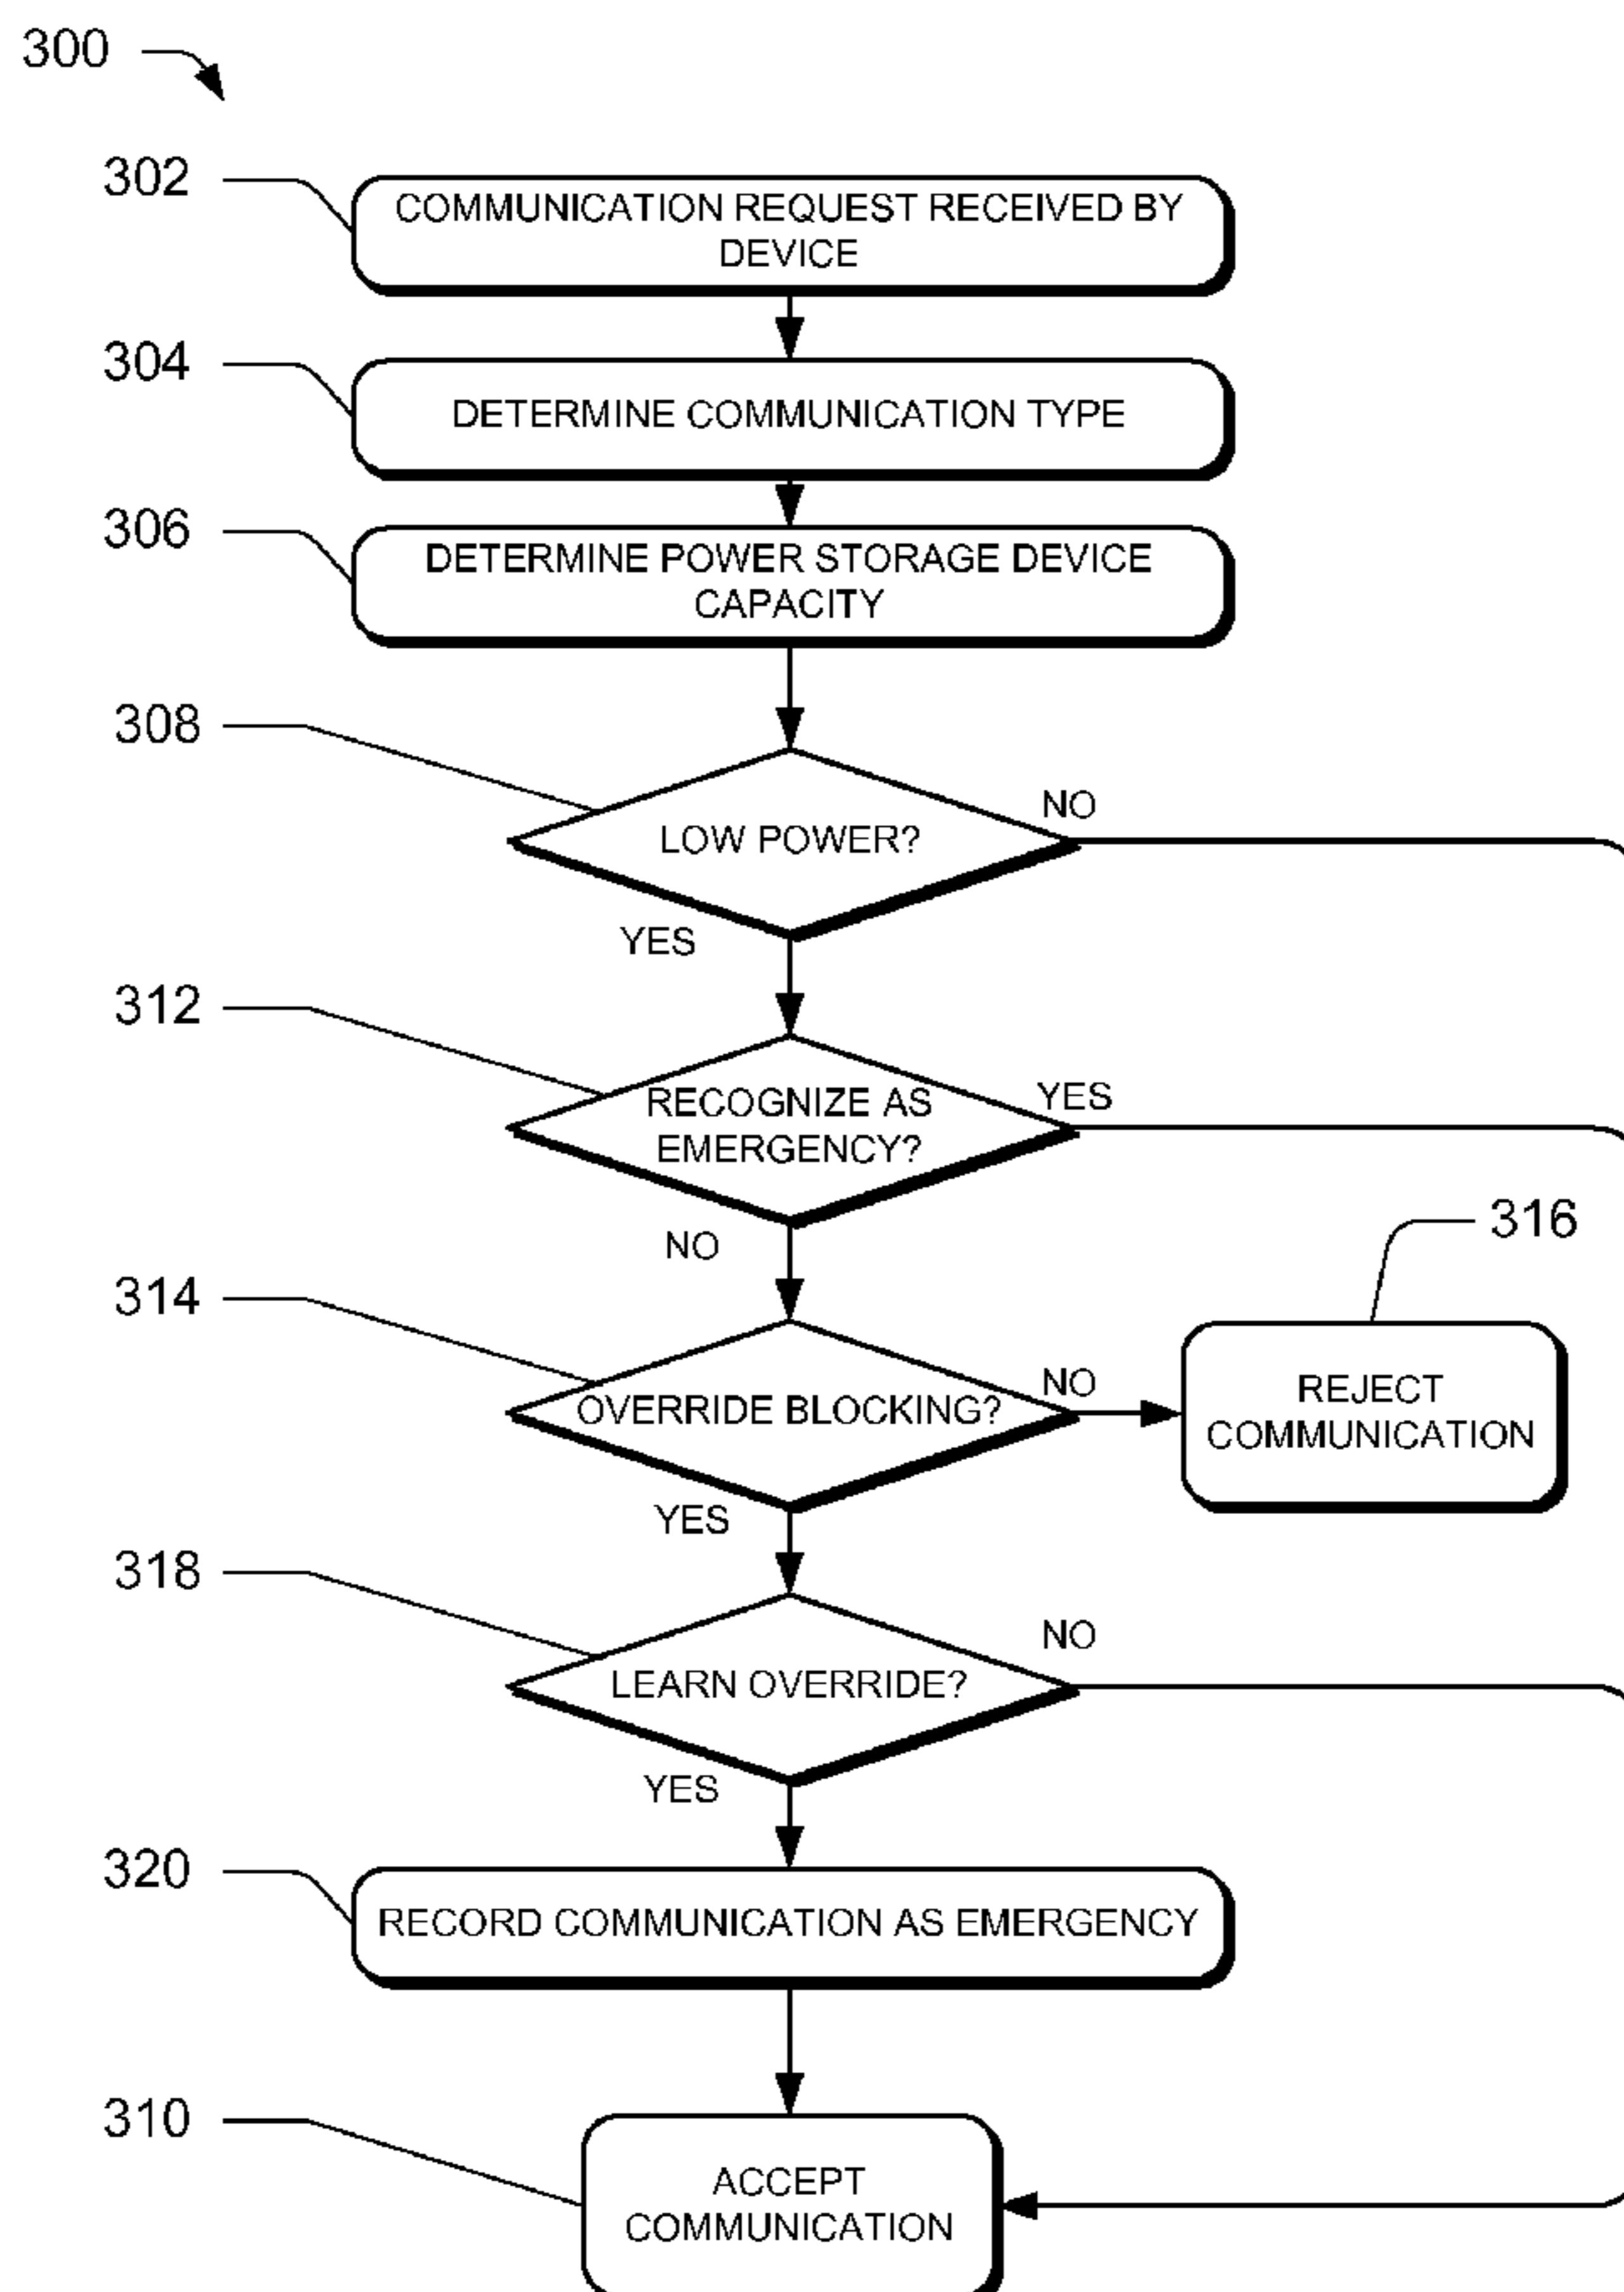 300
302
COMMUNICATION REQUEST RECEIVED BY
DEVICE
304
DETERMINE COMMUNICATION TYPE
306
DETERMINE POWER STORAGE DEVICE
CAPACITY
308
LOW POWER?
NO
YES
312
RECOGNIZE AS
EMERGENCY?
YES
NO
314
OVERRIDE BLOCKING?
NO
316
REJECT
COMMUNICATION
YES
318
LEARN OVERRIDE?
NO
YES
320
RECORD COMMUNICATION AS EMERGENCY
310
ACCEPT
COMMUNICATION